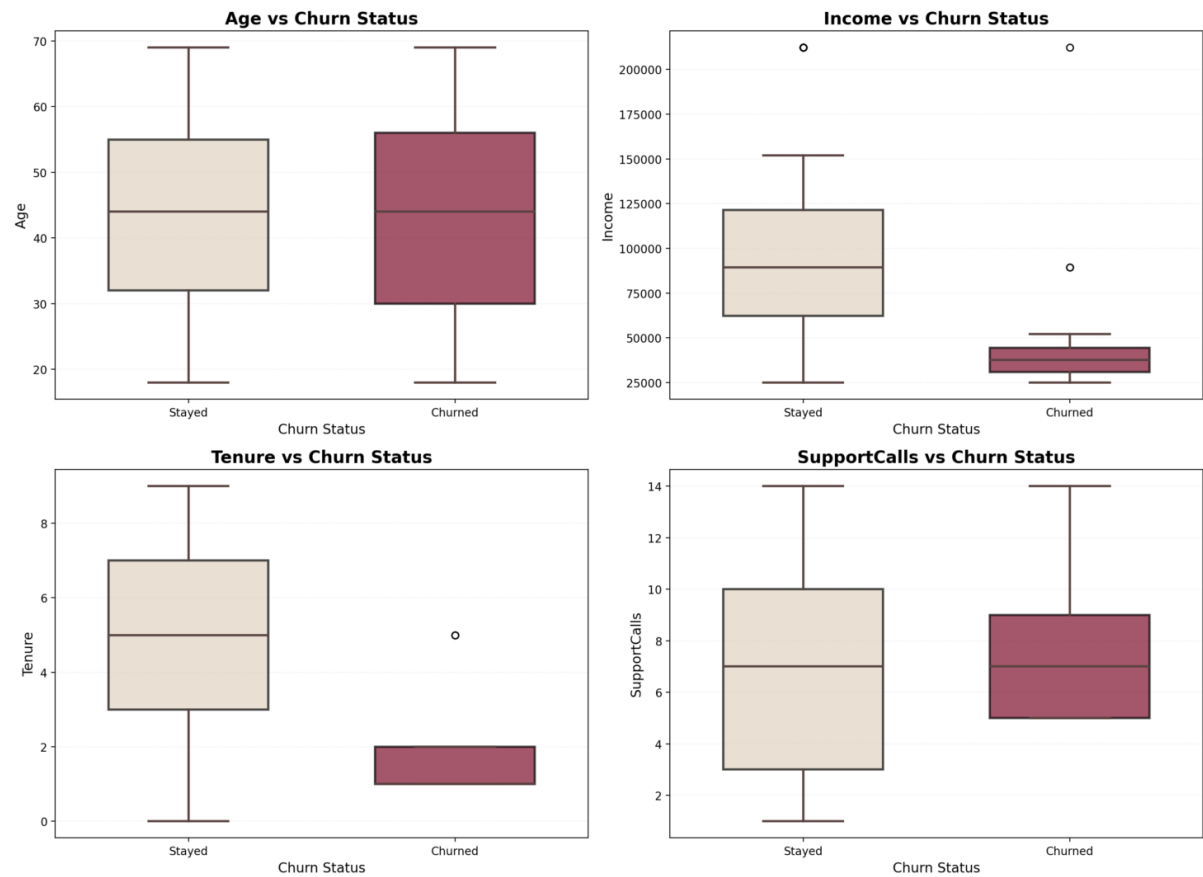 Age vs Churn Status
70
60
50
40
30
20
Age
Stayed
Churned
Churn Status
Income vs Churn Status
200000
175000
150000
125000
100000
75000
50000
25000
Income
Stayed
Churned
Churn Status
Tenure vs Churn Status
8
6
4
2
0
Tenure
Stayed
Churned
Churn Status
SupportCalls vs Churn Status
14
12
10
8
6
4
2
SupportCalls
Stayed
Churned
Churn Status